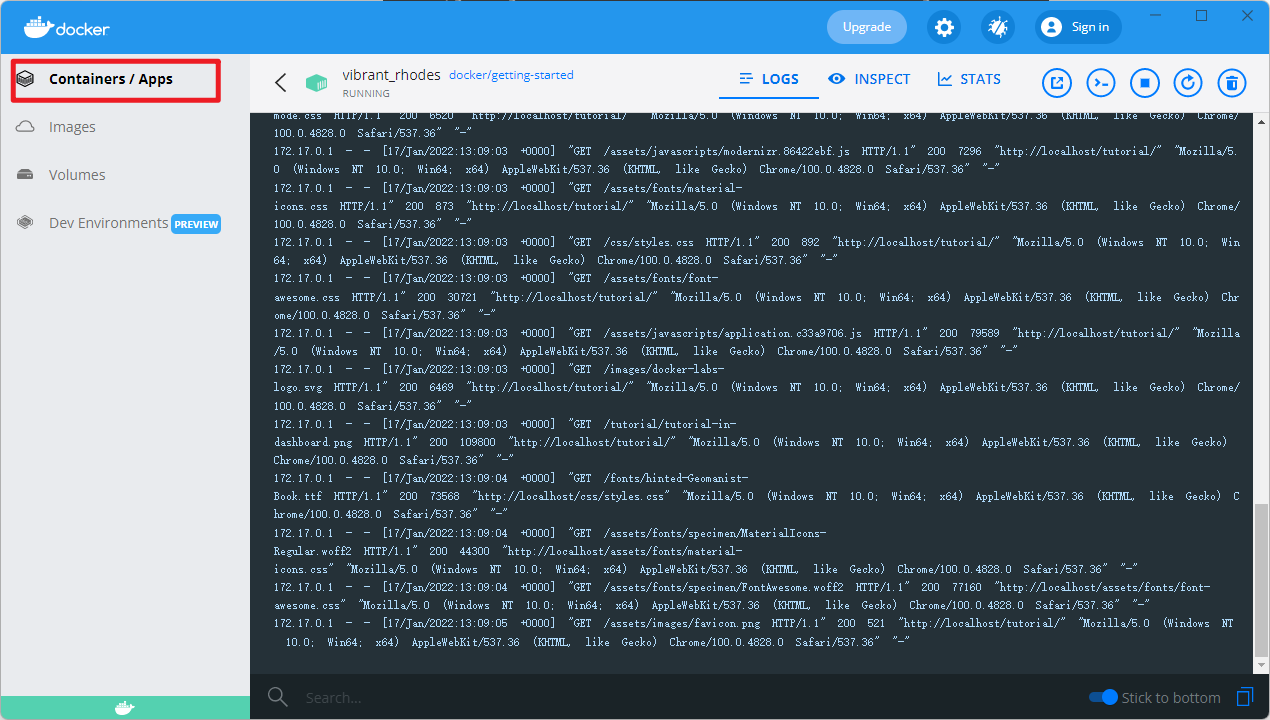 docker
Upgrade
Sign in
Containers / Apps
Images
Volumes
Dev Environments PREVIEW
vibrant_rhodes docker/getting-started
RUNNING
LOGS
INSPECT
STATS
mode.css HTTP/1.1" 200 6520 "http://localhost/tutorial/" "Mozilla/5.0 (Windows NT 10.0; Win64; x64) AppleWebKit/537.36 (KHTML, like Gecko) Chrome/
100.0.4828.0 Safari/537.36" "-"
172.17.0.1 - - [17/Jan/2022:13:09:03 +0000] "GET /assets/javascripts/modernizr.86422ebf.js HTTP/1.1" 200 7296 "http://localhost/tutorial/" "Mozilla/5.
0 (Windows NT 10.0; Win64; x64) AppleWebKit/537.36 (KHTML, like Gecko) Chrome/100.0.4828.0 Safari/537.36" "-"
172.17.0.1 - - [17/Jan/2022:13:09:03 +0000] "GET /assets/fonts/material-
icons.css HTTP/1.1" 200 873 "http://localhost/tutorial/" "Mozilla/5.0 (Windows NT 10.0; Win64; x64) AppleWebKit/537.36 (KHTML, like Gecko) Chrome/
100.0.4828.0 Safari/537.36" "-"
172.17.0.1 - - [17/Jan/2022:13:09:03 +0000] "GET /css/styles.css HTTP/1.1" 200 892 "http://localhost/tutorial/" "Mozilla/5.0 (Windows NT 10.0; Win
64; x64) AppleWebKit/537.36 (KHTML, like Gecko) Chrome/100.0.4828.0 Safari/537.36" "-"
172.17.0.1 - - [17/Jan/2022:13:09:03 +0000] "GET /assets/fonts/font-
awesome.css HTTP/1.1" 200 30721 "http://localhost/tutorial/" "Mozilla/5.0 (Windows NT 10.0; Win64; x64) AppleWebKit/537.36 (KHTML, like Gecko) Chr
ome/100.0.4828.0 Safari/537.36" "-"
172.17.0.1 - - [17/Jan/2022:13:09:03 +0000] "GET /assets/javascripts/application.c33a9706.js HTTP/1.1" 200 79589 "http://localhost/tutorial/" "Mozilla
/5.0 (Windows NT 10.0; Win64; x64) AppleWebKit/537.36 (KHTML, like Gecko) Chrome/100.0.4828.0 Safari/537.36" "-"
172.17.0.1 - - [17/Jan/2022:13:09:03 +0000] "GET /images/docker-labs-
logo.svg HTTP/1.1" 200 6469 "http://localhost/tutorial/" "Mozilla/5.0 (Windows NT 10.0; Win64; x64) AppleWebKit/537.36 (KHTML, like Gecko) Chrome/
100.0.4828.0 Safari/537.36" "-"
172.17.0.1 - - [17/Jan/2022:13:09:03 +0000] "GET /tutorial/tutorial-in-
dashboard.png HTTP/1.1" 200 109800 "http://localhost/tutorial/" "Mozilla/5.0 (Windows NT 10.0; Win64; x64) AppleWebKit/537.36 (KHTML, like Gecko)
Chrome/100.0.4828.0 Safari/537.36" "-"
172.17.0.1 - - [17/Jan/2022:13:09:04 +0000] "GET /fonts/hinted-Geomanist-
Book.ttf HTTP/1.1" 200 73568 "http://localhost/css/styles.css" "Mozilla/5.0 (Windows NT 10.0; Win64; x64) AppleWebKit/537.36 (KHTML, like Gecko) C
hrome/100.0.4828.0 Safari/537.36" "-"
172.17.0.1 - - [17/Jan/2022:13:09:04 +0000] "GET /assets/fonts/specimen/MaterialIcons-
Regular.woff2 HTTP/1.1" 200 44300 "http://localhost/assets/fonts/material-
icons.css" "Mozilla/5.0 (Windows NT 10.0; Win64; x64) AppleWebKit/537.36 (KHTML, like Gecko) Chrome/100.0.4828.0 Safari/537.36" "-"
172.17.0.1 - - [17/Jan/2022:13:09:04 +0000] "GET /assets/fonts/specimen/FontAwesome.woff2 HTTP/1.1" 200 77160 "http://localhost/assets/fonts/font-
awesome.css" "Mozilla/5.0 (Windows NT 10.0; Win64; x64) AppleWebKit/537.36 (KHTML, like Gecko) Chrome/100.0.4828.0 Safari/537.36" "-"
172.17.0.1 - - [17/Jan/2022:13:09:05 +0000] "GET /assets/images/favicon.png HTTP/1.1" 200 521 "http://localhost/tutorial/" "Mozilla/5.0 (Windows NT
10.0; Win64; x64) AppleWebKit/537.36 (KHTML, like Gecko) Chrome/100.0.4828.0 Safari/537.36" "-"
Search...
Stick to bottom